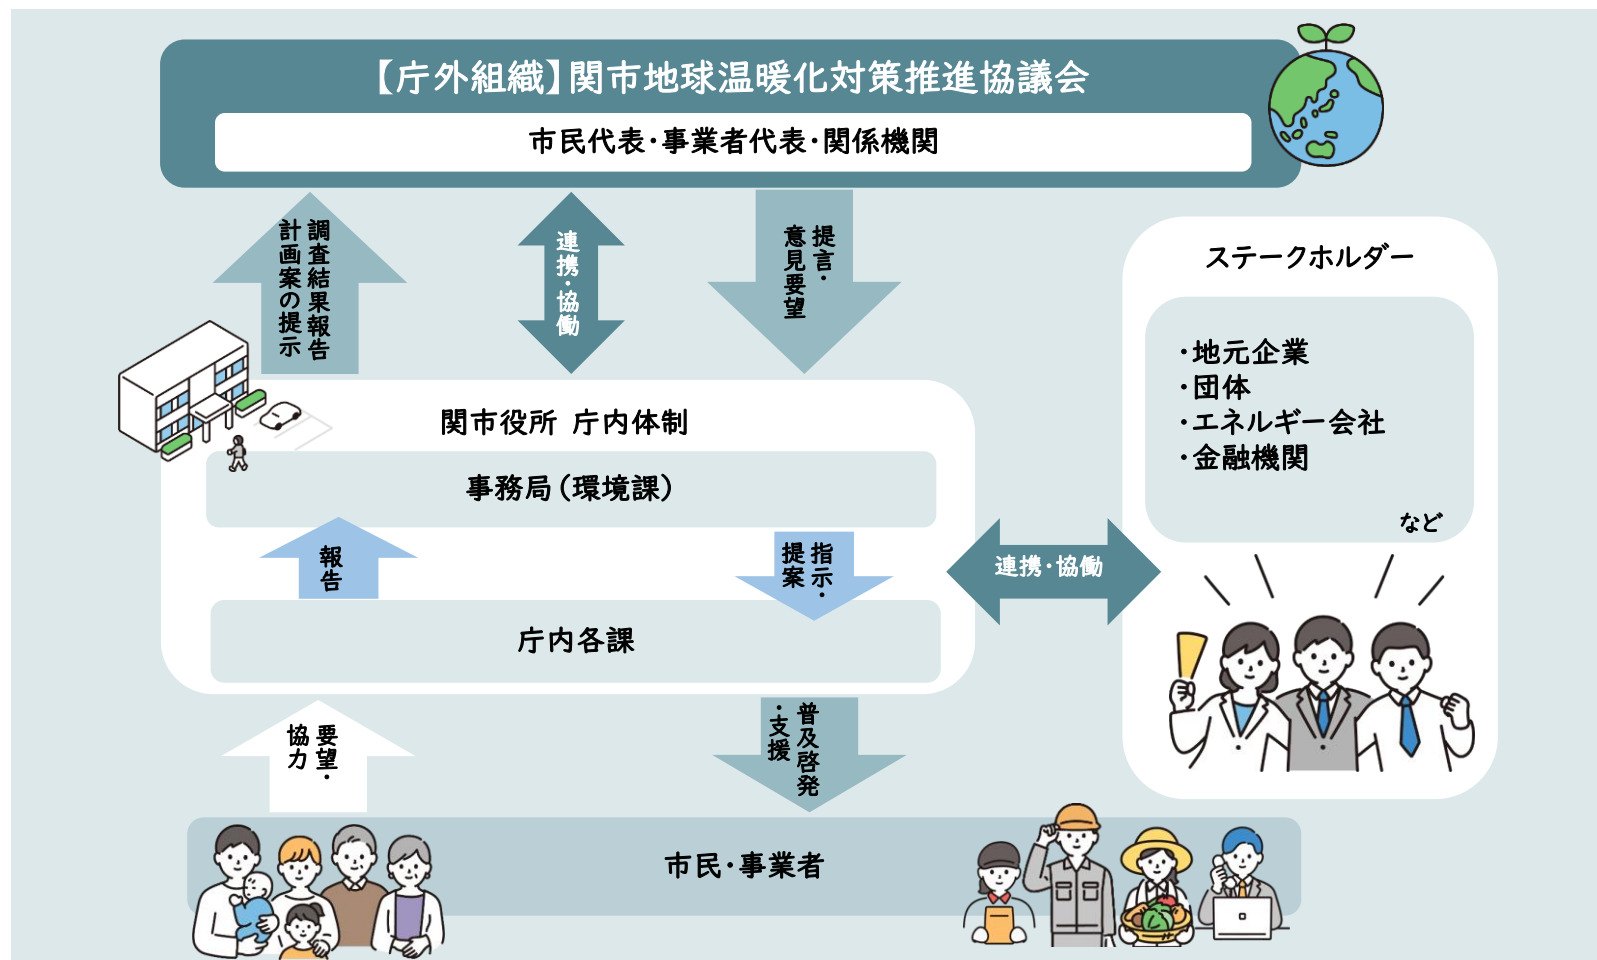 【庁外組織】関市地球温暖化対策推進協議会
市民代表・事業者代表・関係機関
調査結果報告
計画案の提示
連携・協働
提言・
意見要望
ステークホルダー
・地元企業
・団体
・エネルギー会社
・金融機関
など
関市役所 庁内体制
事務局（環境課）
報告
指示・
提案
連携・協働
庁内各課
要望・
協力
普及啓発
・支援
市民・事業者